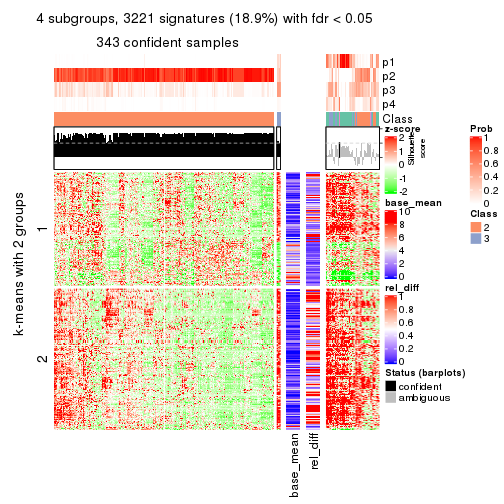 4 subgroups, 3221 signatures (18.9%) with fdr < 0.05
343 confident samples
p1
p2
p3
p4
Class
Silhouette score
k-means with 2 groups
1
2
base_mean
rel_diff
z-score
2
1
0
-1
-2
base_mean
10
8
6
4
2
0
rel_diff
1
0.8
0.6
0.4
0.2
0
Status (barplots)
confident
ambiguous
Prob
1
0.8
0.6
0.4
0.2
0
Class
2
3